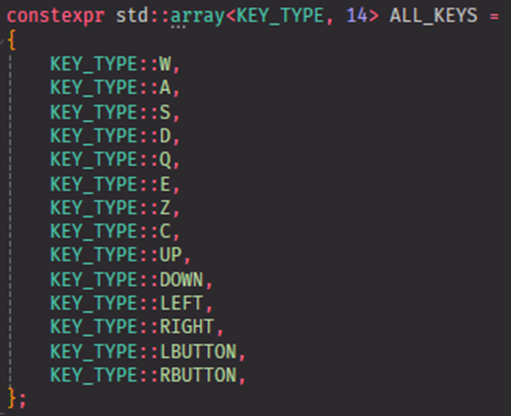 constexpr std::array<KEY_TYPE, 14> ALL_KEYS =
{
KEY_TYPE::W,
KEY_TYPE::A,
KEY_TYPE::S,
KEY_TYPE::D,
KEY_TYPE::Q,
KEY_TYPE::E,
KEY_TYPE::Z,
KEY_TYPE::C,
KEY_TYPE::UP,
KEY_TYPE::DOWN,
KEY_TYPE::LEFT,
KEY_TYPE::RIGHT,
KEY_TYPE::LBUTTON,
KEY_TYPE::RBUTTON,
};